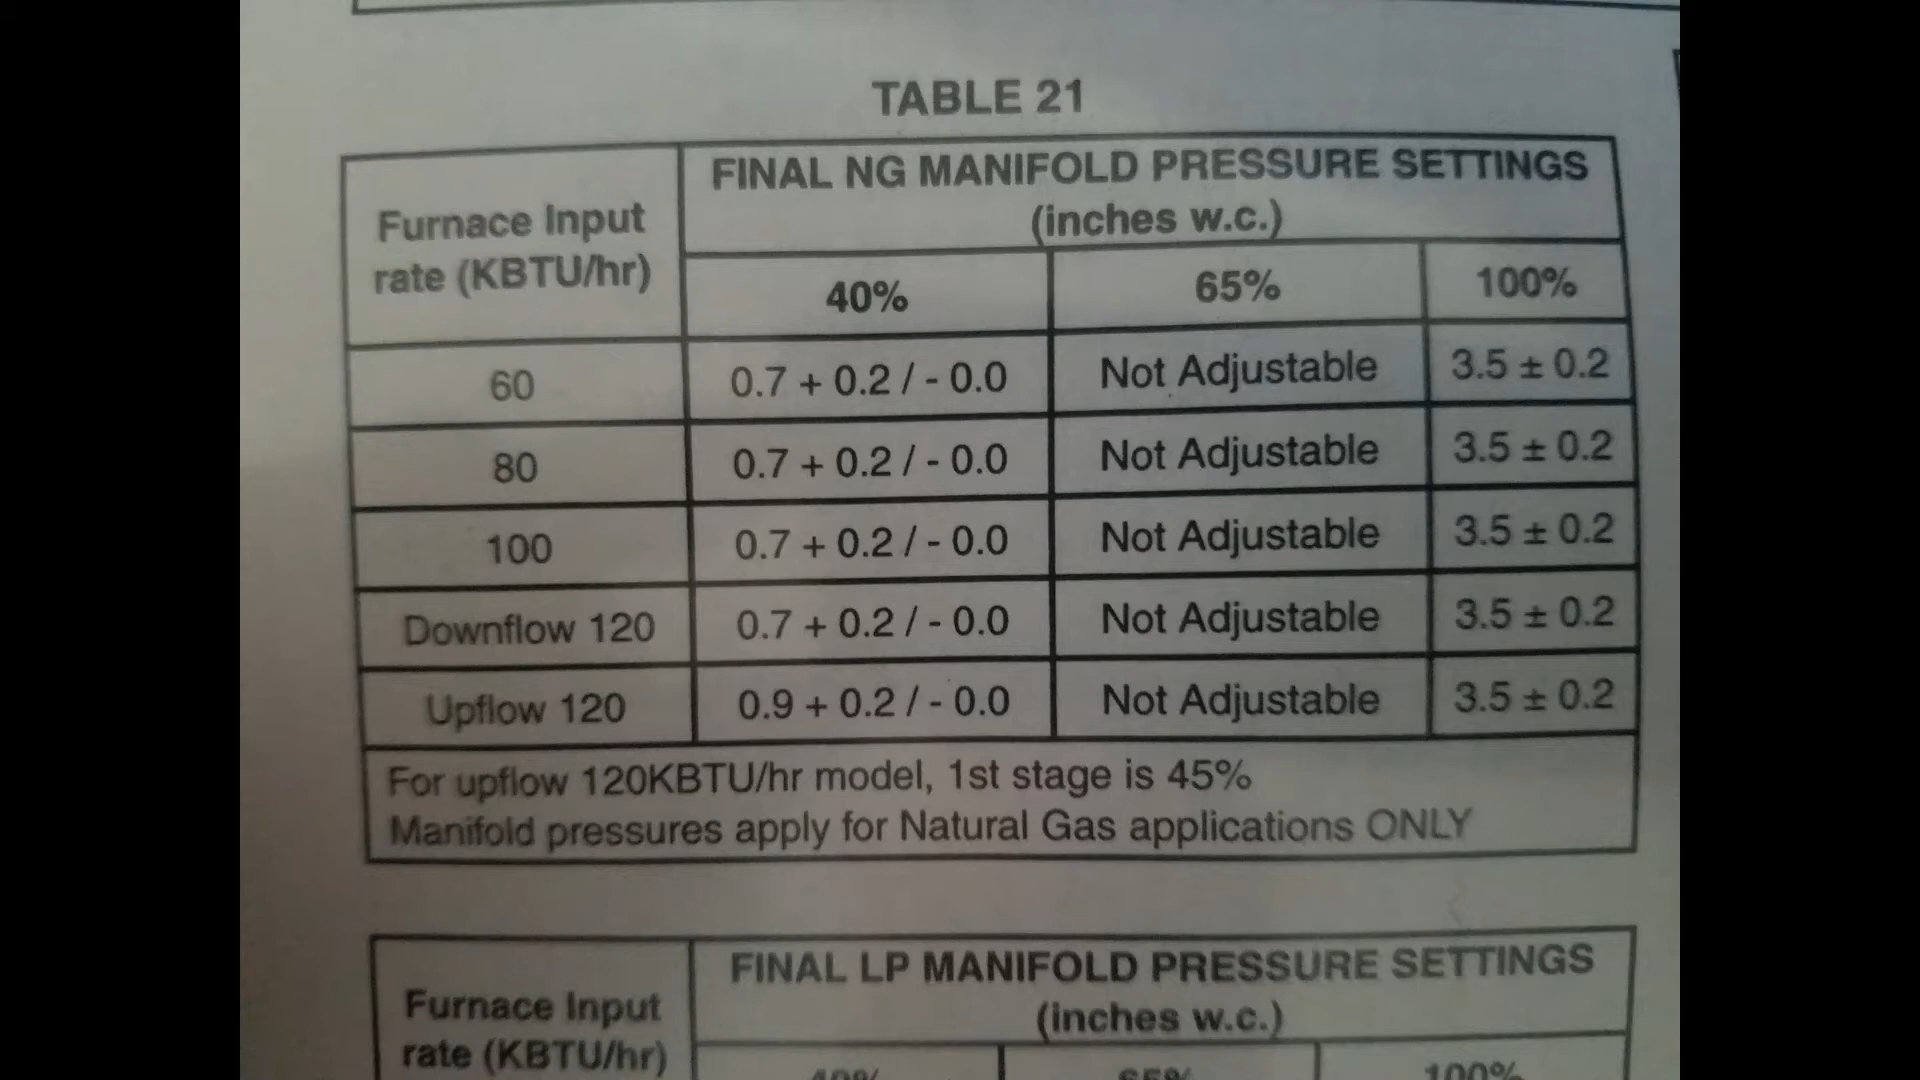 TABLE 21
Furnace Input
rate (KBTU/hr)
FINAL NG MANIFOLD PRESSURE SETTINGS
(inches w.c.)
40% 65% 100%
60 0.7 + 0.2 / - 0.0 Not Adjustable 3.5 ± 0.2
80 0.7 + 0.2 / - 0.0 Not Adjustable 3.5 ± 0.2
100 0.7 + 0.2 / - 0.0 Not Adjustable 3.5 ± 0.2
Downflow 120 0.7 + 0.2 / - 0.0 Not Adjustable 3.5 ± 0.2
Upflow 120 0.9 + 0.2 / - 0.0 Not Adjustable 3.5 ± 0.2
For upflow 120KBTU/hr model, 1st stage is 45%
Manifold pressures apply for Natural Gas applications ONLY
Furnace Input
rate (KBTU/hr)
FINAL LP MANIFOLD PRESSURE SETTINGS
(inches w.c.)
40% 65% 100%